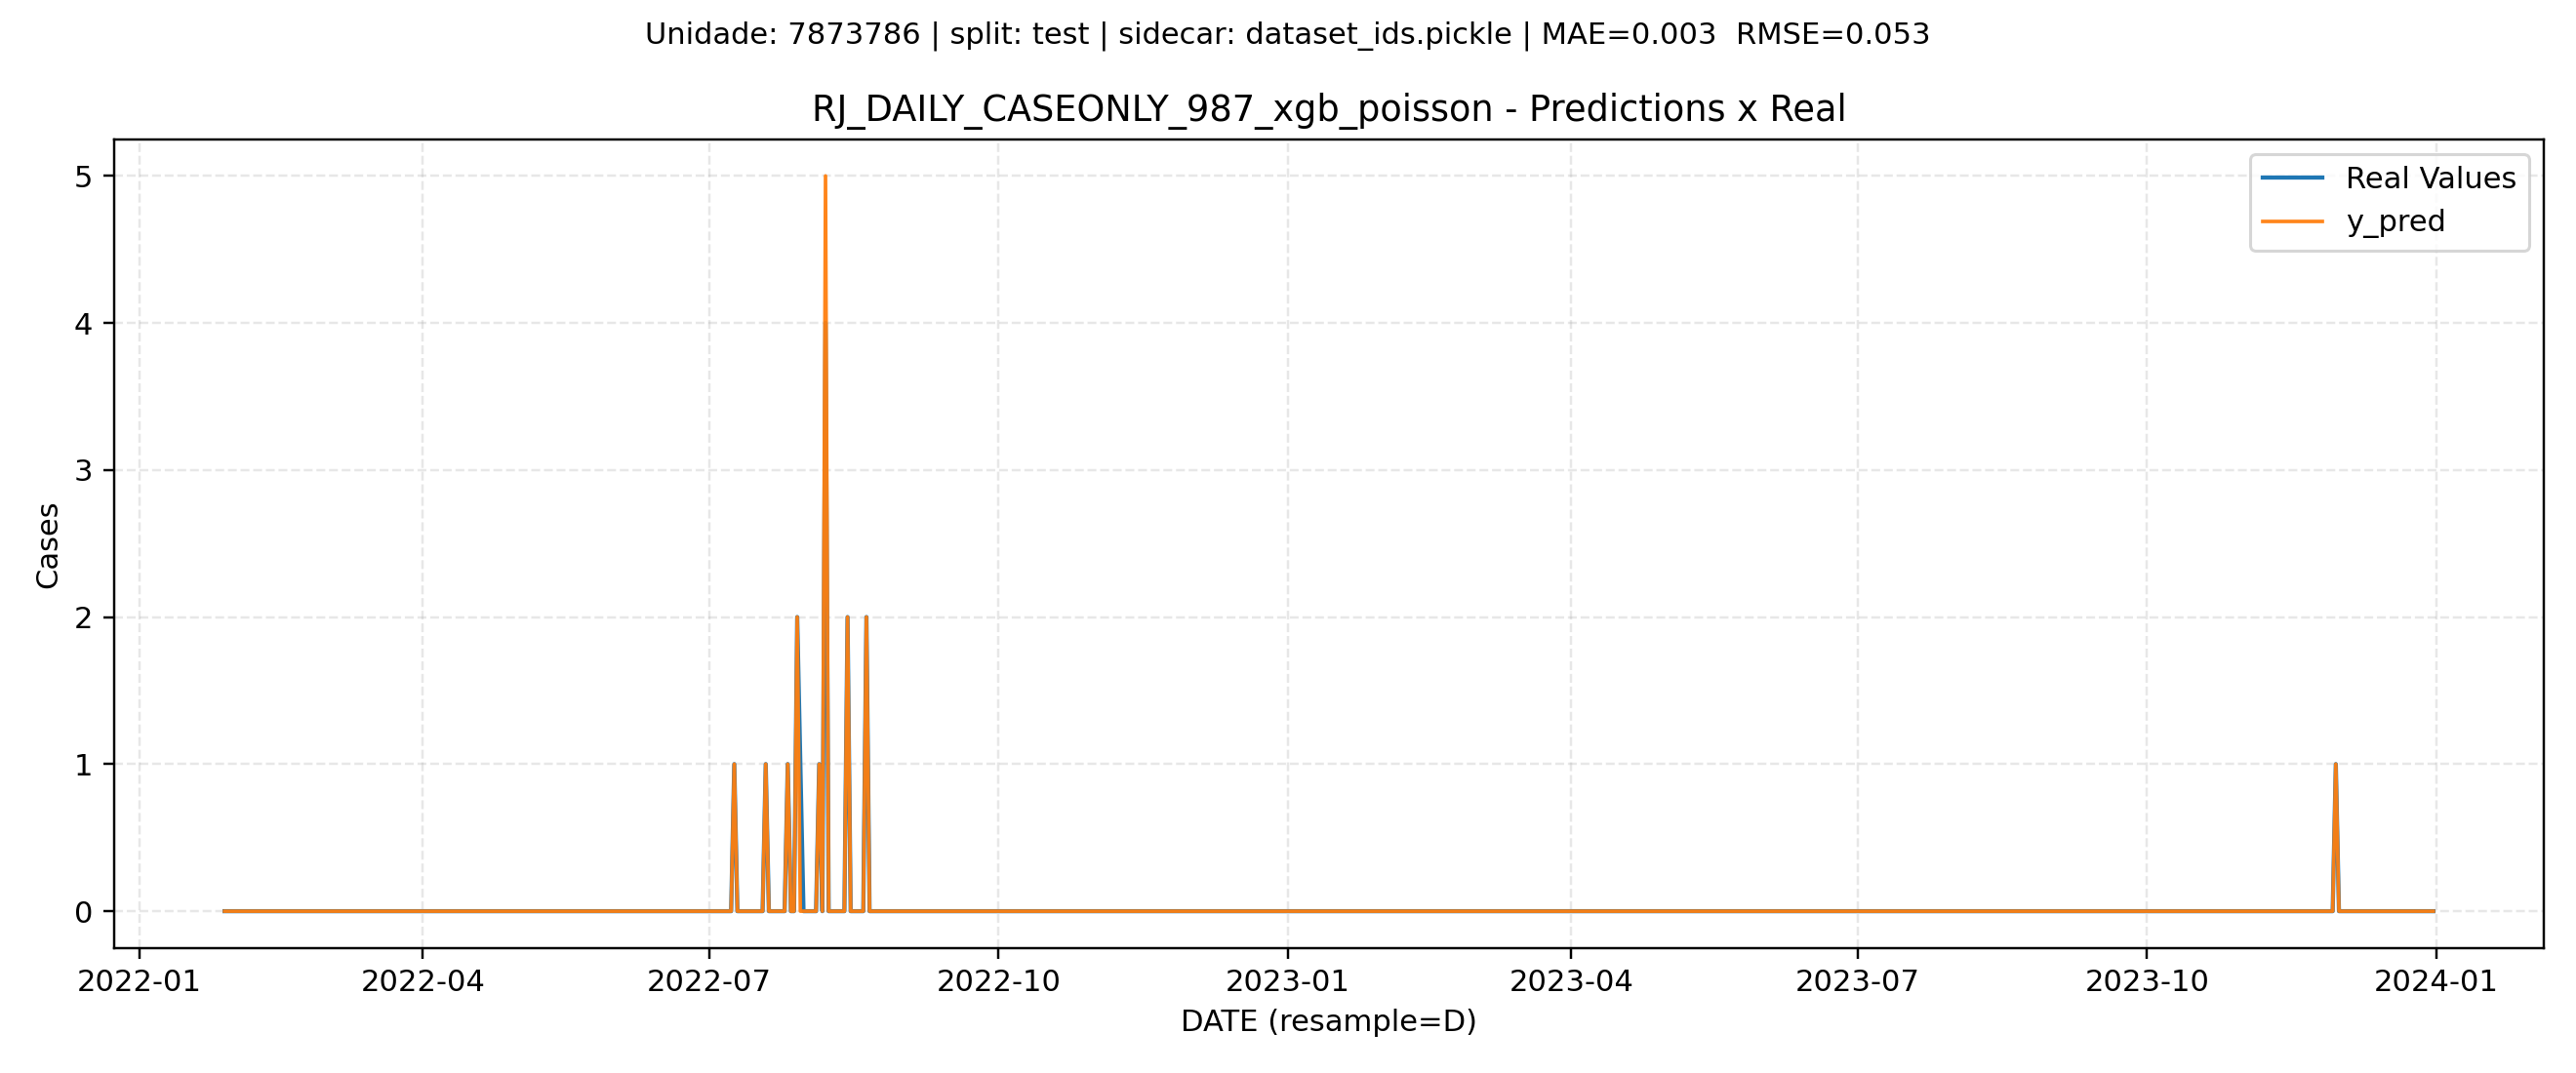 Unidade: 7873786 | split: test | sidecar: dataset_ids.pickle | MAE=0.003  RMSE=0.053
RJ_DAILY_CASEONLY_987_xgb_poisson - Predictions x Real
Real Values
y_pred
5
4
3
2
1
0
Cases
2022-01
2022-04
2022-07
2022-10
2023-01
2023-04
2023-07
2023-10
2024-01
DATE (resample=D)